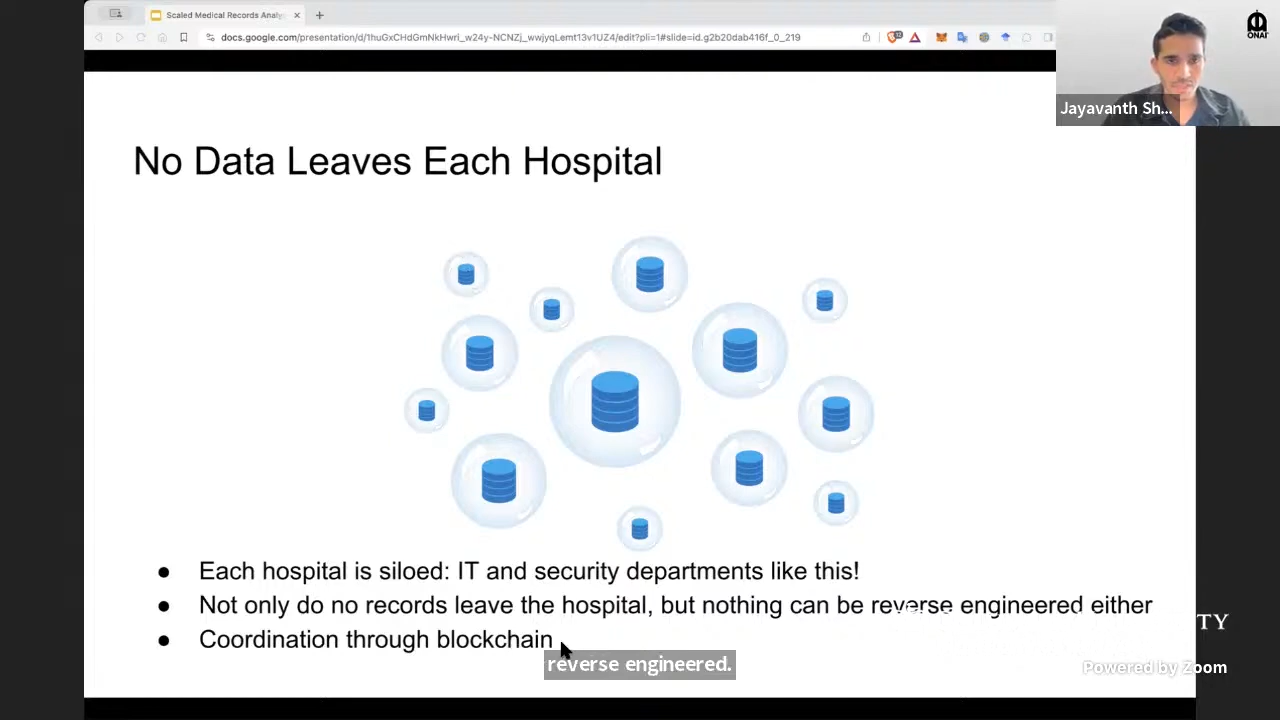 Scaled Medical Records Analy
docs.google.com/presentation/d/1huGxCHdGmNkHwri_w24y-NCNZj_wwjyqLemt13v1UZ4/edit?pli=1#slide=id.g2b20dab416f_0_219
ONAI
Jayavanth Sh...
No Data Leaves Each Hospital
● Each hospital is siloed: IT and security departments like this!
● Not only do no records leave the hospital, but nothing can be reverse engineered either
TY
● Coordination through blockchain
reverse engineered.
Powered by Zoom